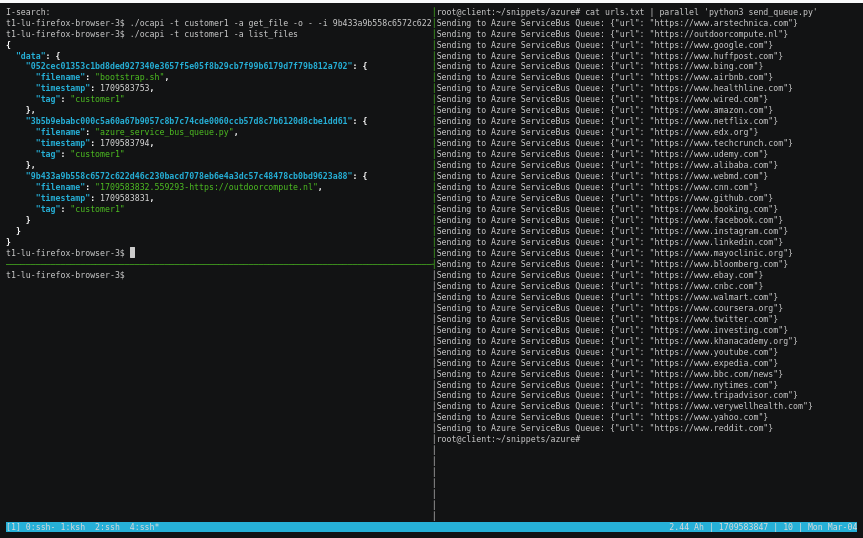 I-search:
t1-lu-firefox-browser-3$ ./ocapi -t customer1 -a get_file -o - -i 9b433a9b558c6572c622
t1-lu-firefox-browser-3$ ./ocapi -t customer1 -a list_files
{
"data": {
"052cec01353c1bd8ded927340e3657f5e05f8b29cb7f99b6179d7f79b812a702": {
"filename": "bootstrap.sh",
"timestamp": 1709583753,
"tag": "customer1"
},
"3b5b9ebabc000c5a60a67b9057c8b7c74cde0060ccb57d8c7b6120d8cbe1dd61": {
"filename": "azure_service_bus_queue.py",
"timestamp": 1709583794,
"tag": "customer1"
},
"9b433a9b558c6572c622d46c230bacd7078eb6e4a3dc57c48478cb0bd9623a88": {
"filename": "1709583832.559293-https://outdoorcompute.nl",
"timestamp": 1709583831,
"tag": "customer1"
}
}
}
t1-lu-firefox-browser-3$
t1-lu-firefox-browser-3$
root@client:~/snippets/azure# cat urls.txt | parallel 'python3 send_queue.py'
Sending to Azure ServiceBus Queue: {"url": "https://www.arstechnica.com"}
Sending to Azure ServiceBus Queue: {"url": "https://outdoorcompute.nl"}
Sending to Azure ServiceBus Queue: {"url": "https://www.google.com"}
Sending to Azure ServiceBus Queue: {"url": "https://www.huffpost.com"}
Sending to Azure ServiceBus Queue: {"url": "https://www.bing.com"}
Sending to Azure ServiceBus Queue: {"url": "https://www.airbnb.com"}
Sending to Azure ServiceBus Queue: {"url": "https://www.healthline.com"}
Sending to Azure ServiceBus Queue: {"url": "https://www.wired.com"}
Sending to Azure ServiceBus Queue: {"url": "https://www.amazon.com"}
Sending to Azure ServiceBus Queue: {"url": "https://www.netflix.com"}
Sending to Azure ServiceBus Queue: {"url": "https://www.edx.org"}
Sending to Azure ServiceBus Queue: {"url": "https://www.techcrunch.com"}
Sending to Azure ServiceBus Queue: {"url": "https://www.udemy.com"}
Sending to Azure ServiceBus Queue: {"url": "https://www.alibaba.com"}
Sending to Azure ServiceBus Queue: {"url": "https://www.webmd.com"}
Sending to Azure ServiceBus Queue: {"url": "https://www.cnn.com"}
Sending to Azure ServiceBus Queue: {"url": "https://www.github.com"}
Sending to Azure ServiceBus Queue: {"url": "https://www.booking.com"}
Sending to Azure ServiceBus Queue: {"url": "https://www.facebook.com"}
Sending to Azure ServiceBus Queue: {"url": "https://www.instagram.com"}
Sending to Azure ServiceBus Queue: {"url": "https://www.linkedin.com"}
Sending to Azure ServiceBus Queue: {"url": "https://www.mayoclinic.org"}
Sending to Azure ServiceBus Queue: {"url": "https://www.bloomberg.com"}
Sending to Azure ServiceBus Queue: {"url": "https://www.ebay.com"}
Sending to Azure ServiceBus Queue: {"url": "https://www.cnbc.com"}
Sending to Azure ServiceBus Queue: {"url": "https://www.walmart.com"}
Sending to Azure ServiceBus Queue: {"url": "https://www.coursera.org"}
Sending to Azure ServiceBus Queue: {"url": "https://www.twitter.com"}
Sending to Azure ServiceBus Queue: {"url": "https://www.investing.com"}
Sending to Azure ServiceBus Queue: {"url": "https://www.khanacademy.org"}
Sending to Azure ServiceBus Queue: {"url": "https://www.youtube.com"}
Sending to Azure ServiceBus Queue: {"url": "https://www.expedia.com"}
Sending to Azure ServiceBus Queue: {"url": "https://www.bbc.com/news"}
Sending to Azure ServiceBus Queue: {"url": "https://www.nytimes.com"}
Sending to Azure ServiceBus Queue: {"url": "https://www.tripadvisor.com"}
Sending to Azure ServiceBus Queue: {"url": "https://www.verywellhealth.com"}
Sending to Azure ServiceBus Queue: {"url": "https://www.yahoo.com"}
Sending to Azure ServiceBus Queue: {"url": "https://www.reddit.com"}
root@client:~/snippets/azure#
[1] 0:ssh- 1:ksh 2:ssh 4:ssh* 2.44 Ah | 1709583847 | 10 | Mon Mar-04